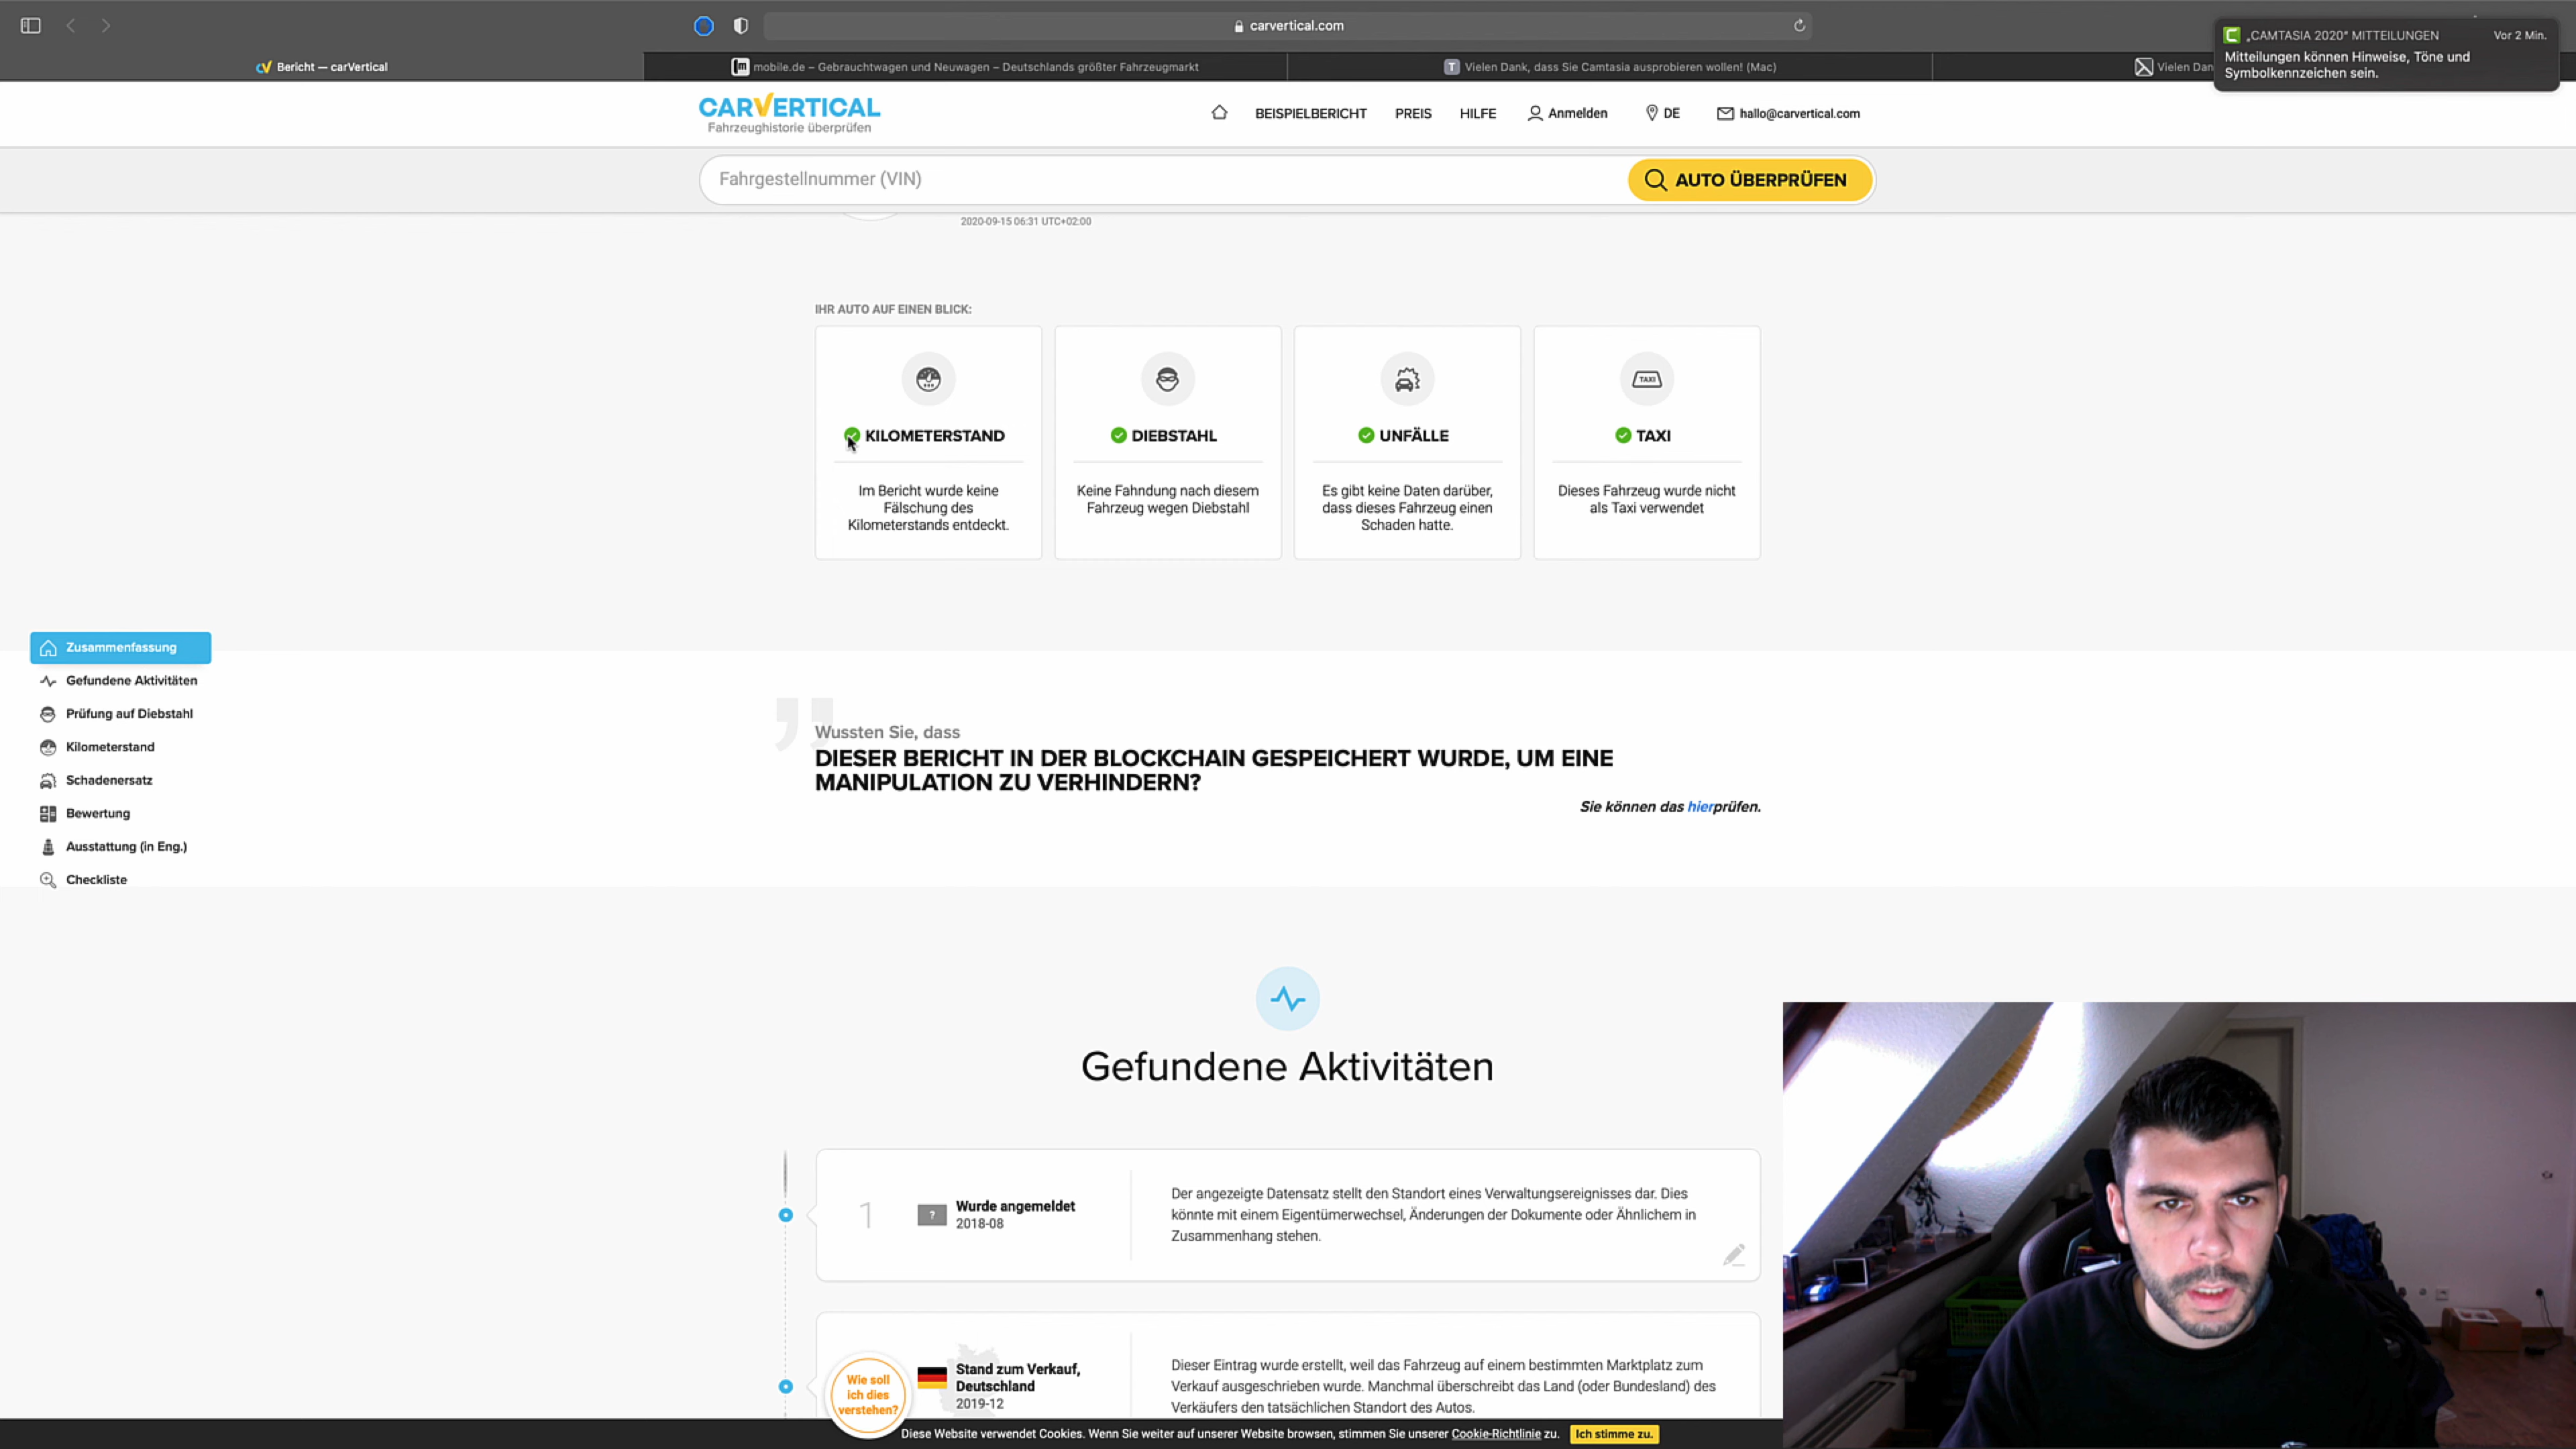 carvertical.com
„CAMTASIA 2020“ MITTEILUNGEN
Vor 2 Min.
Mitteilungen können Hinweise, Töne und
Symbolkennzeichen sein.
Bericht — carVertical
mobile.de – Gebrauchtwagen und Neuwagen – Deutschlands größter Fahrzeugmarkt
Vielen Dank, dass Sie Camtasia ausprobieren wollen! (Mac)
Vielen Dan
CARVERTICAL
Fahrzeughistorie überprüfen
BEISPIELBERICHT
PREIS
HILFE
Anmelden
DE
hallo@carvertical.com
Fahrgestellnummer (VIN)
AUTO ÜBERPRÜFEN
2020-09-15 06:31 UTC+02:00
IHR AUTO AUF EINEN BLICK:
KILOMETERSTAND
Im Bericht wurde keine
Fälschung des
Kilometerstands entdeckt.
DIEBSTAHL
Keine Fahndung nach diesem
Fahrzeug wegen Diebstahl
UNFÄLLE
Es gibt keine Daten darüber,
dass dieses Fahrzeug einen
Schaden hatte.
TAXI
TAXI
Dieses Fahrzeug wurde nicht
als Taxi verwendet
Zusammenfassung
Gefundene Aktivitäten
Prüfung auf Diebstahl
Kilometerstand
Schadenersatz
Bewertung
Ausstattung (in Eng.)
Checkliste
Wussten Sie, dass
DIESER BERICHT IN DER BLOCKCHAIN GESPEICHERT WURDE, UM EINE
MANIPULATION ZU VERHINDERN?
Sie können das hierprüfen.
Gefundene Aktivitäten
1
?
Wurde angemeldet
2018-08
Der angezeigte Datensatz stellt den Standort eines Verwaltungsereignisses dar. Dies
könnte mit einem Eigentümerwechsel, Änderungen der Dokumente oder Ähnlichem in
Zusammenhang stehen.
Wie soll
ich dies
verstehen?
Stand zum Verkauf,
Deutschland
2019-12
Dieser Eintrag wurde erstellt, weil das Fahrzeug auf einem bestimmten Marktplatz zum
Verkauf ausgeschrieben wurde. Manchmal überschreibt das Land (oder Bundesland) des
Verkäufers den tatsächlichen Standort des Autos.
Diese Website verwendet Cookies. Wenn Sie weiter auf unserer Website browsen, stimmen Sie unserer Cookie-Richtlinie zu.
Ich stimme zu.